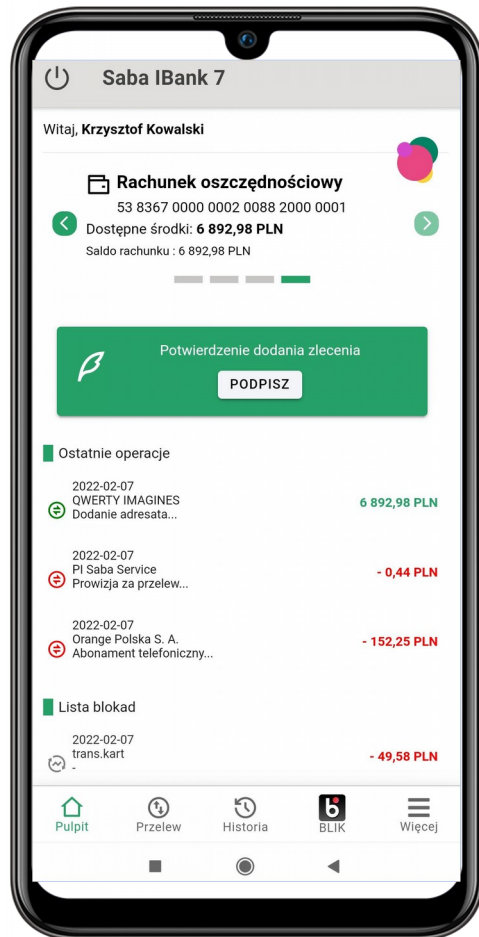 Saba IBank 7
Witaj, Krzysztof Kowalski
Rachunek oszczędnościowy
53 8367 0000 0002 0088 2000 0001
Dostępne środki: 6 892,98 PLN
Saldo rachunku : 6 892,98 PLN
Potwierdzenie dodania zlecenia
PODPISZ
Ostatnie operacje
2022-02-07
QWERTY IMAGINES
Dodanie adresata...
6 892,98 PLN
2022-02-07
PI Saba Service
Prowizja za przelew...
- 0,44 PLN
2022-02-07
Orange Polska S. A.
Abonament telefoniczny...
- 152,25 PLN
Lista blokad
2022-02-07
trans.kart
-
- 49,58 PLN
Pulpit
Przelew
Historia
BLIK
Więcej